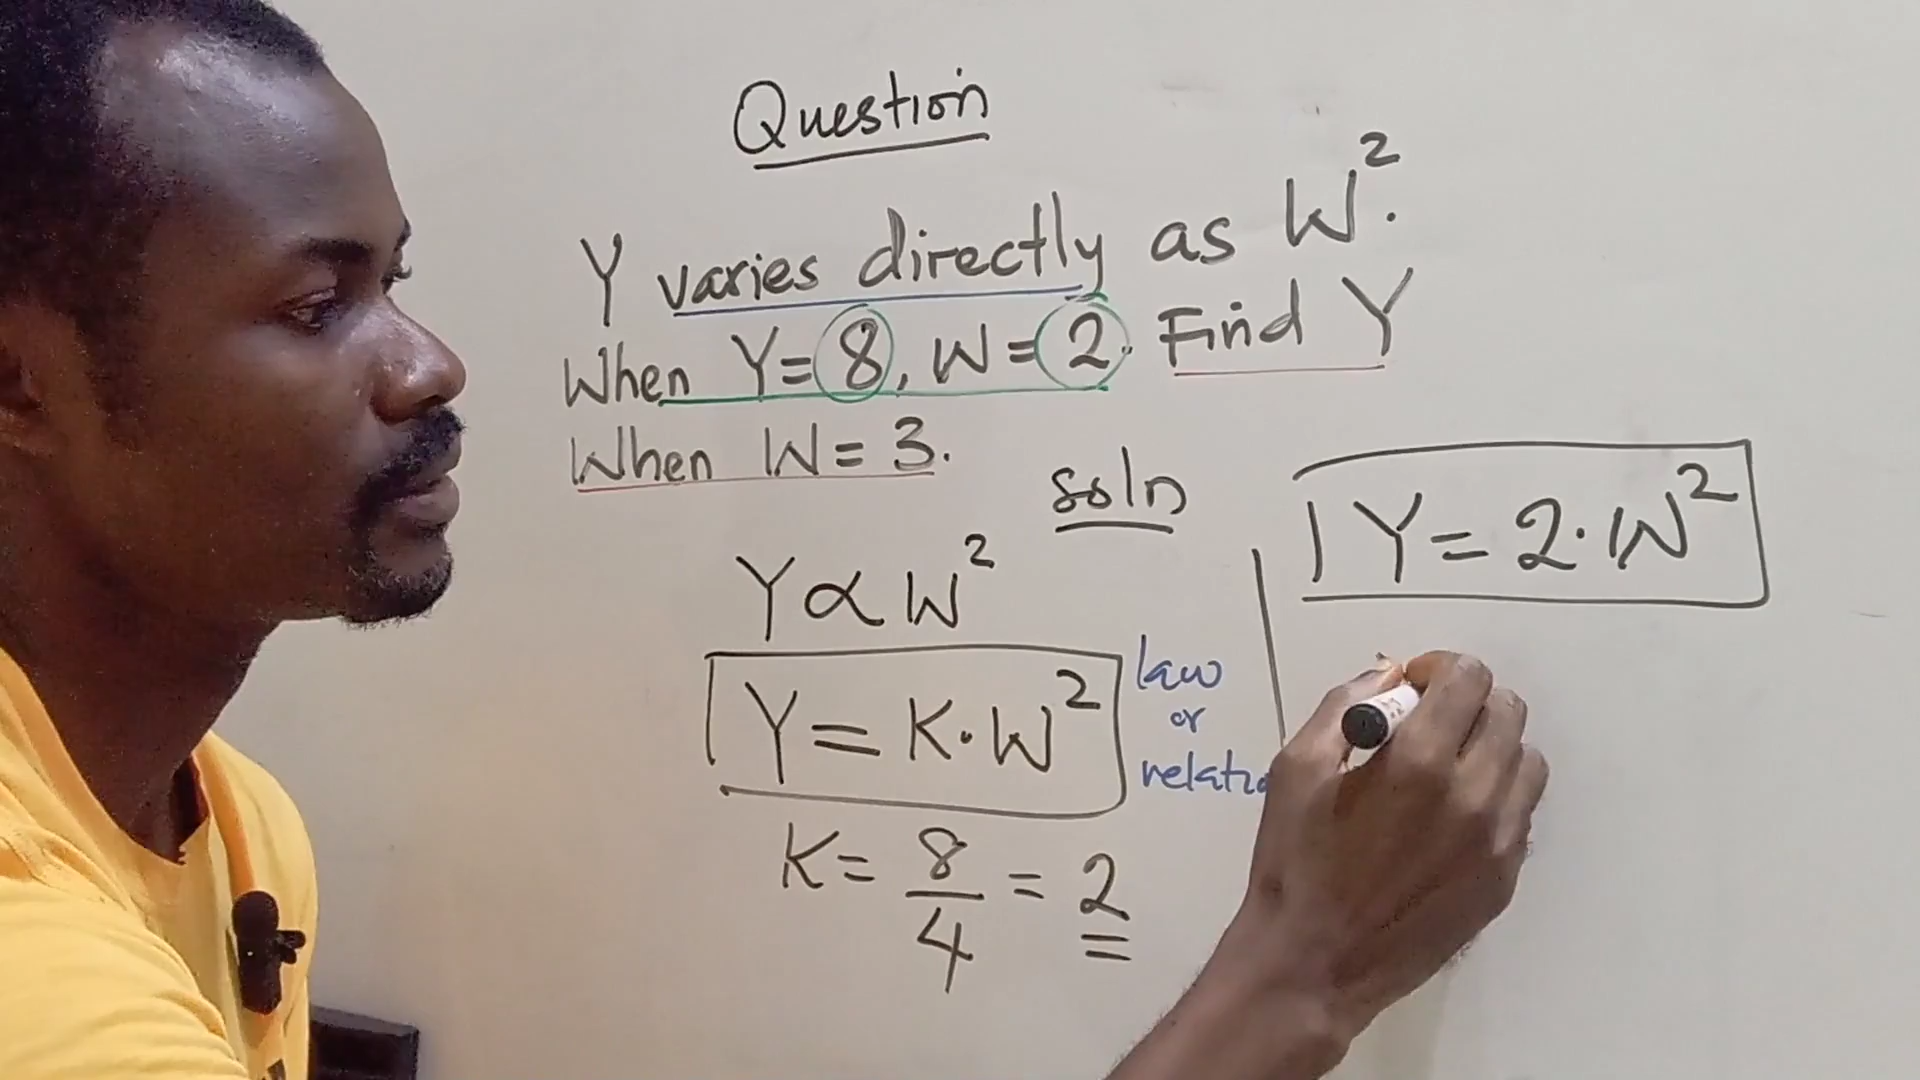 Question
Y varies directly as W².
When Y=8, W=2. Find Y
When W=3.
soln
Y∝W²
Y=K·W²
law
or
K=8/4=2
Y=2·W²